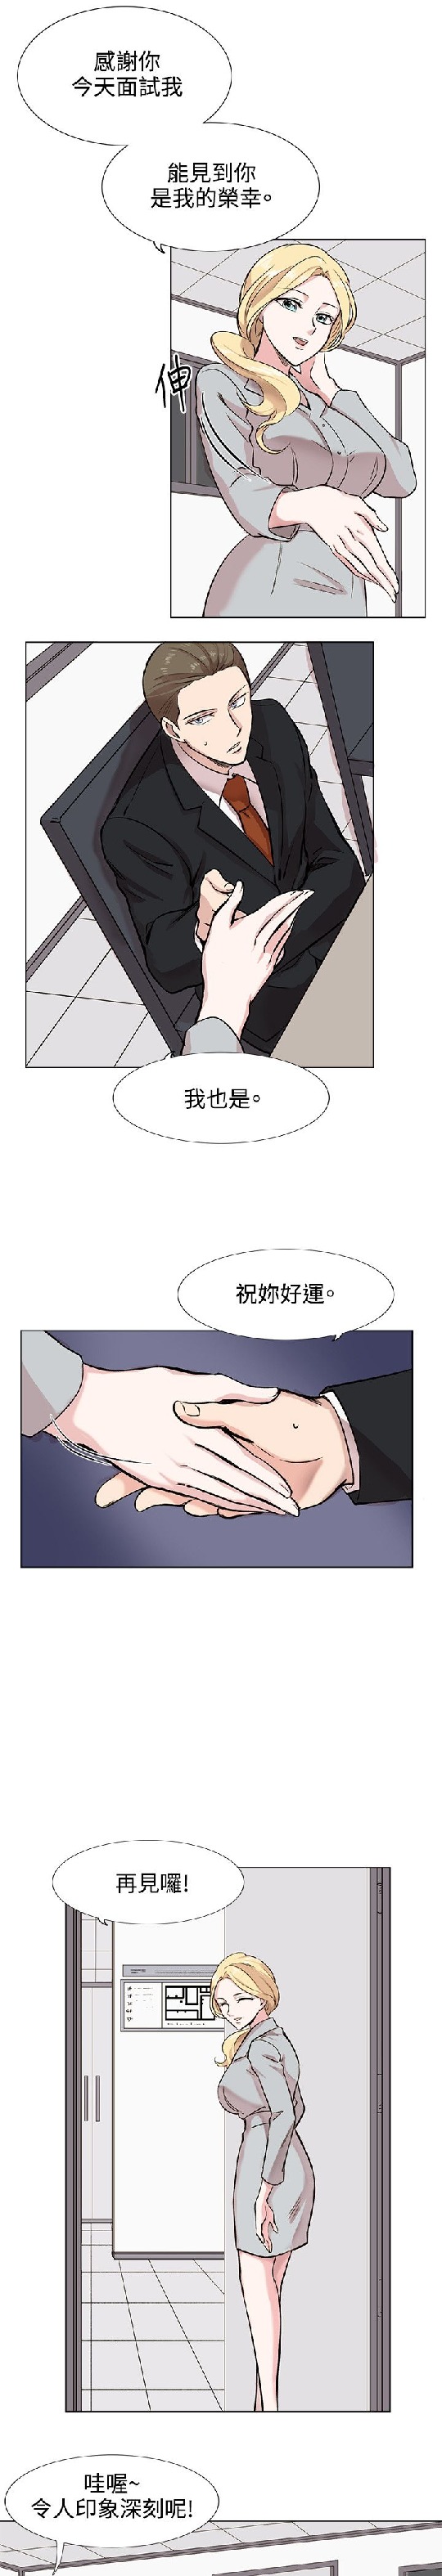 感謝你
今天面試我
能見到你
是我的榮幸。
伸
我也是。
祝妳好運。
再見囉!
哇喔~
令人印象深刻呢!